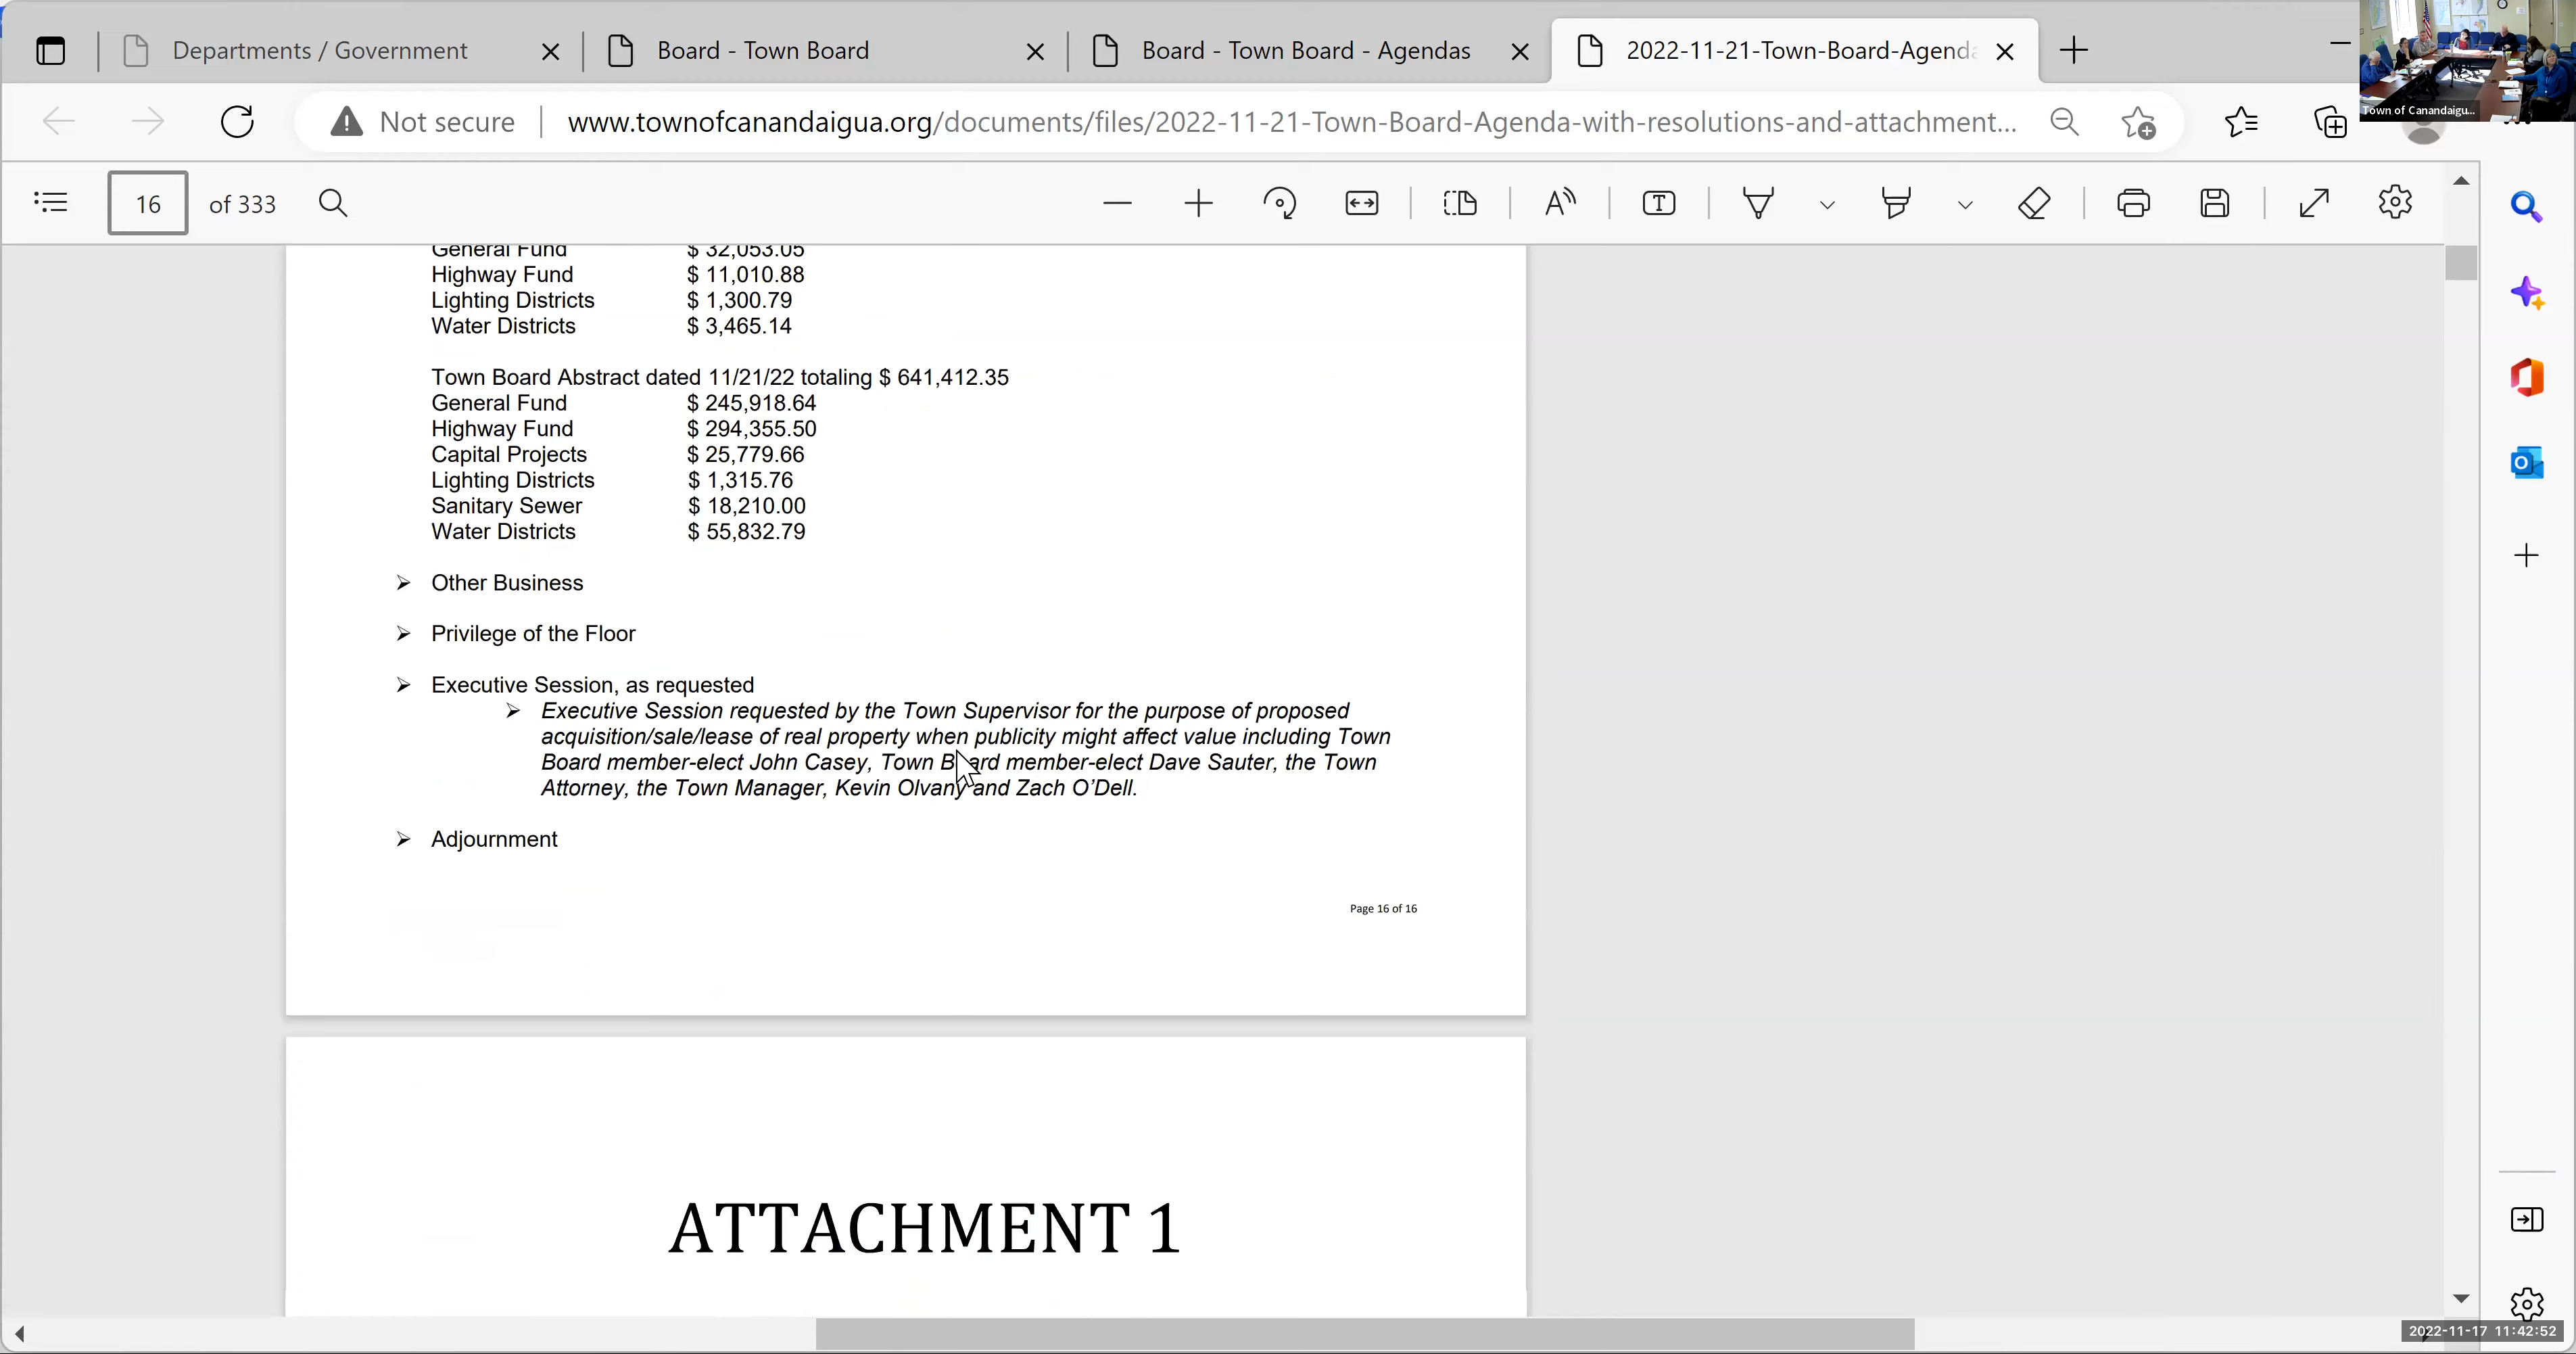 Departments / Government
Board - Town Board
Board - Town Board - Agendas
2022-11-21-Town-Board-Agenda
Not secure
www.townofcanandaigua.org/documents/files/2022-11-21-Town-Board-Agenda-with-resolutions-and-attachment...
Town of Canandaigu...
16 of 333
General Fund $ 32,053.05
Highway Fund $ 11,010.88
Lighting Districts $ 1,300.79
Water Districts $ 3,465.14
Town Board Abstract dated 11/21/22 totaling $ 641,412.35
General Fund $ 245,918.64
Highway Fund $ 294,355.50
Capital Projects $ 25,779.66
Lighting Districts $ 1,315.76
Sanitary Sewer $ 18,210.00
Water Districts $ 55,832.79
➢ Other Business
➢ Privilege of the Floor
➢ Executive Session, as requested
➢ Executive Session requested by the Town Supervisor for the purpose of proposed
acquisition/sale/lease of real property when publicity might affect value including Town
Board member-elect John Casey, Town Board member-elect Dave Sauter, the Town
Attorney, the Town Manager, Kevin Olvany and Zach O'Dell.
➢ Adjournment
Page 16 of 16
ATTACHMENT 1
2022-11-17 11:42:52